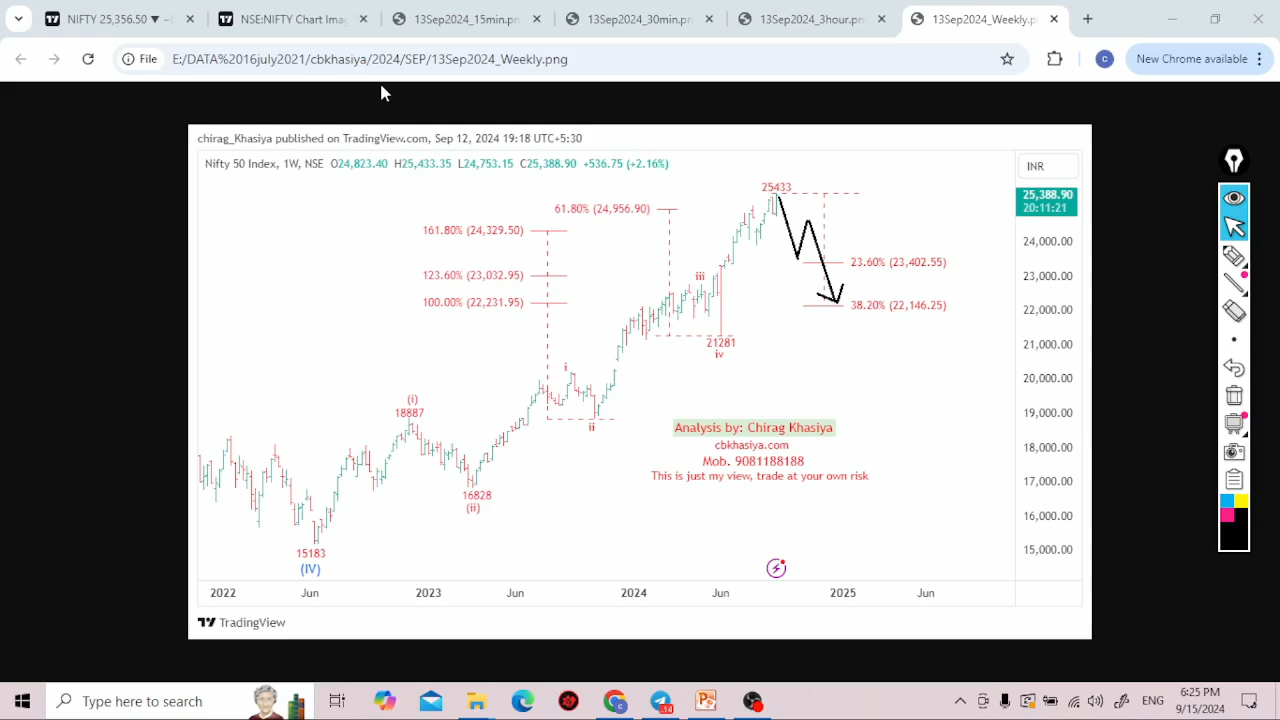 NIFTY 25,356.50 ▼ −
NSE:NIFTY Chart Ima
13Sep2024_15min.pn
13Sep2024_30min.pn
13Sep2024_3hour.pn
13Sep2024_Weekly.p
File
E:/DATA%2016july2021/cbkhasiya/2024/SEP/13Sep2024_Weekly.png
c
New Chrome available
chirag_Khasiya published on TradingView.com, Sep 12, 2024 19:18 UTC+5:30
Nifty 50 Index, 1W, NSE O24,823.40 H25,433.35 L24,753.15 C25,388.90 +536.75 (+2.16%)
INR
25433
25,388.90
20:11:21
61.80% (24,956.90)
161.80% (24,329.50)
24,000.00
23.60% (23,402.55)
123.60% (23,032.95)
iii
23,000.00
100.00% (22,231.95)
38.20% (22,146.25)
22,000.00
21281
iv
21,000.00
i
20,000.00
(i)
18887
19,000.00
ii
Analysis by: Chirag Khasiya
cbkhasiya.com
18,000.00
Mob. 9081188188
This is just my view, trade at your own risk
17,000.00
16828
(ii)
16,000.00
15183
15,000.00
(IV)
2022 Jun 2023 Jun 2024 Jun 2025 Jun
TradingView
Type here to search
14
ENG
6:25 PM
9/15/2024